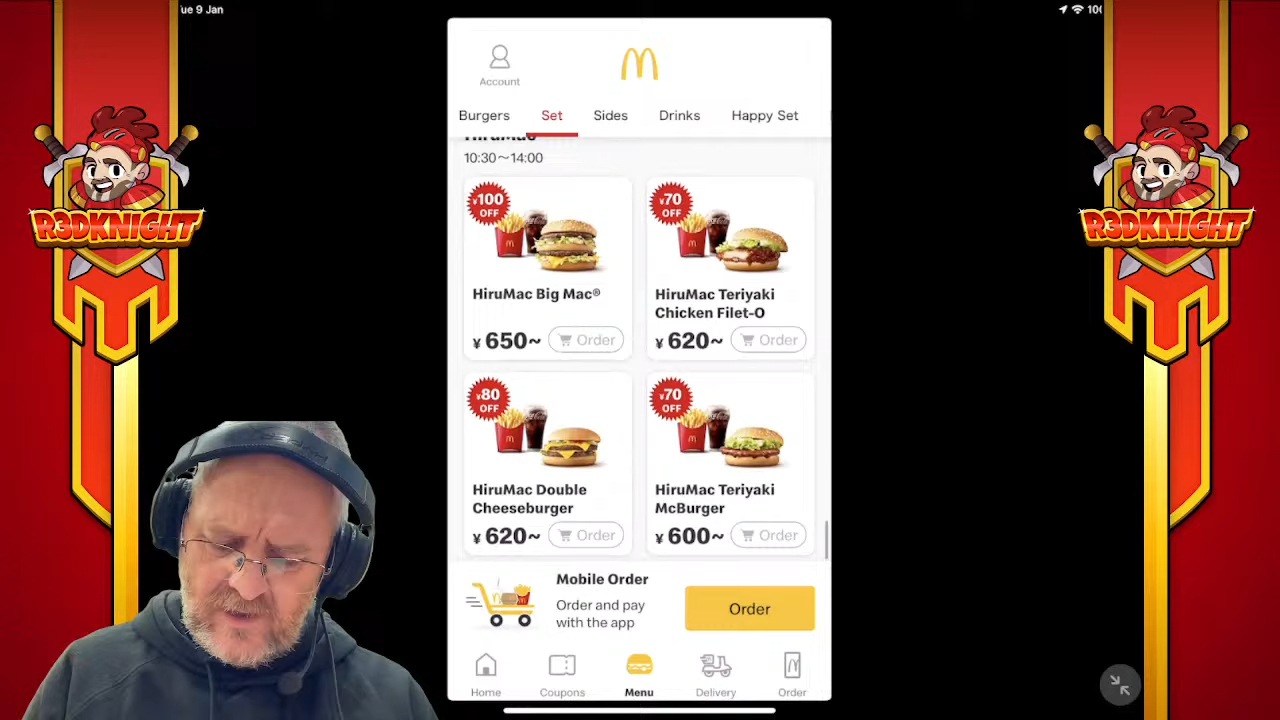 ue 9 Jan
100
Account
Burgers
Set
Sides
Drinks
Happy Set
HiruMac
10:30～14:00
¥100
OFF
HiruMac Big Mac®
¥ 650~
Order
¥70
OFF
HiruMac Teriyaki
Chicken Filet-O
¥ 620~
Order
¥80
OFF
HiruMac Double
Cheeseburger
¥ 620~
Order
¥70
OFF
HiruMac Teriyaki
McBurger
¥ 600~
Order
Mobile Order
Order and pay
with the app
Order
Home
Coupons
Menu
Delivery
Order
R3DKNIGHT
R3DKNIGHT